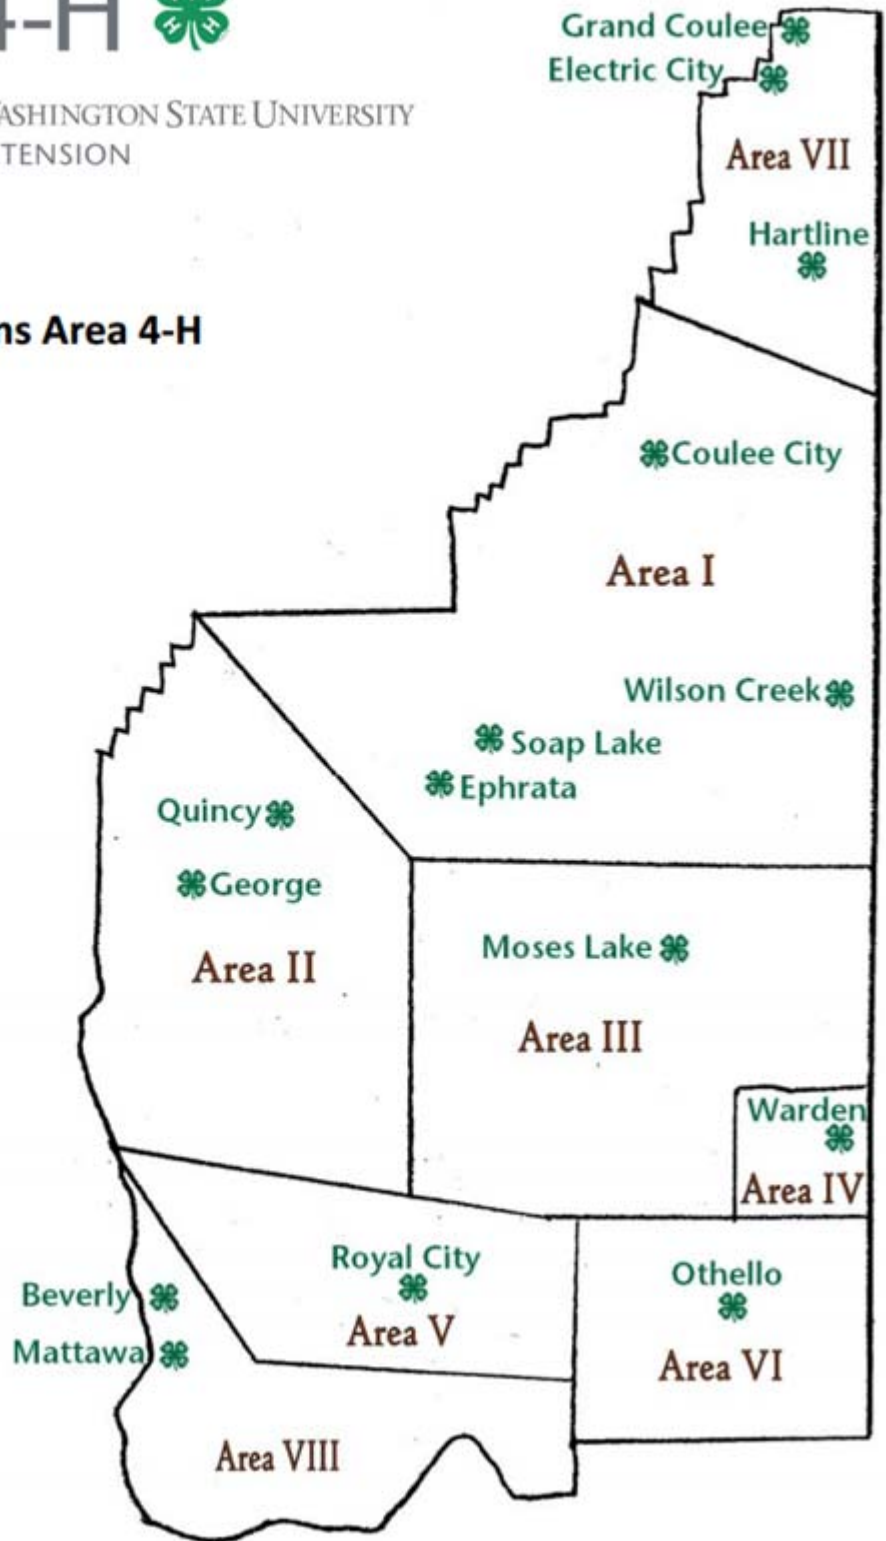 4-H
WASHINGTON STATE UNIVERSITY
TENSION
ns Area 4-H
Grand Coulee
Electric City
Area VII
Hartline
Coulee City
Area I
Wilson Creek
Soap Lake
Ephrata
Quincy
George
Area II
Moses Lake
Area III
Warden
Area IV
Royal City
Area V
Othello
Area VI
Beverly
Mattawa
Area VIII